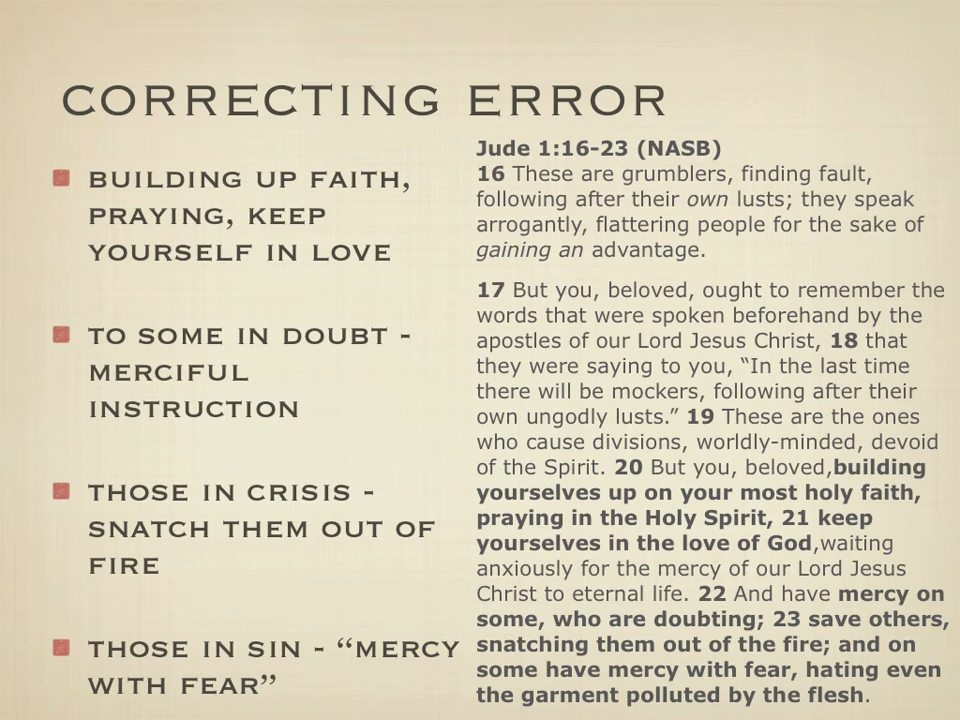 CORRECTING ERROR
BUILDING UP FAITH,
PRAYING, KEEP
YOURSELF IN LOVE
TO SOME IN DOUBT -
MERCIFUL
INSTRUCTION
THOSE IN CRISIS -
SNATCH THEM OUT OF
FIRE
THOSE IN SIN - “MERCY
WITH FEAR”
Jude 1:16-23 (NASB)
16 These are grumblers, finding fault,
following after their own lusts; they speak
arrogantly, flattering people for the sake of
gaining an advantage.
17 But you, beloved, ought to remember the
words that were spoken beforehand by the
apostles of our Lord Jesus Christ, 18 that
they were saying to you, “In the last time
there will be mockers, following after their
own ungodly lusts.” 19 These are the ones
who cause divisions, worldly-minded, devoid
of the Spirit. 20 But you, beloved,building
yourselves up on your most holy faith,
praying in the Holy Spirit, 21 keep
yourselves in the love of God,waiting
anxiously for the mercy of our Lord Jesus
Christ to eternal life. 22 And have mercy on
some, who are doubting; 23 save others,
snatching them out of the fire; and on
some have mercy with fear, hating even
the garment polluted by the flesh.